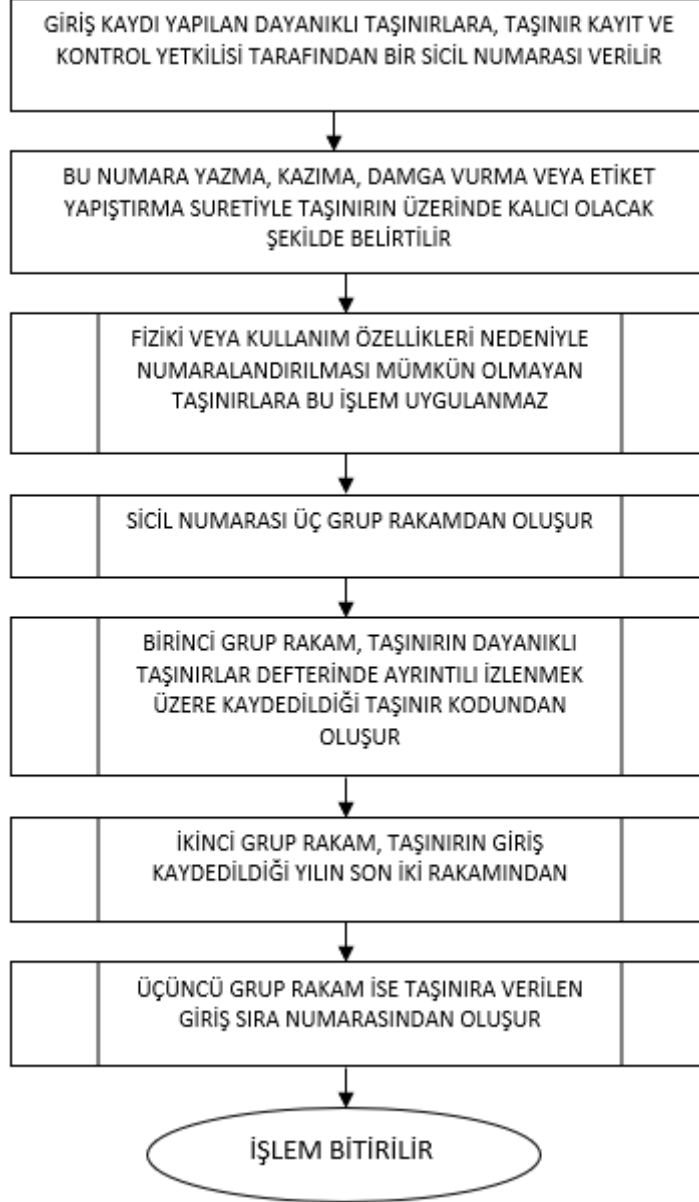 GİRİŞ KAYDI YAPILAN DAYANIKLI TAŞINIRLARA, TAŞINIR KAYIT VE
KONTROL YETKİLİSİ TARAFINDAN BİR SİCİL NUMARASI VERİLİR
BU NUMARA YAZMA, KAZIMA, DAMGA VURMA VEYA ETİKET
YAPIŞTIRMA SURETİYLE TAŞINIRIN ÜZERİNDE KALICI OLACAK
ŞEKİLDE BELİRTİLİR
FİZİKİ VEYA KULLANIM ÖZELLİKLERİ NEDENİYLE
NUMARALANDIRILMASI MÜMKÜN OLMAYAN
TAŞINIRLARA BU İŞLEM UYGULANMAZ
SİCİL NUMARASI ÜÇ GRUP RAKAMDAN OLUŞUR
BİRİNCİ GRUP RAKAM, TAŞINIRIN DAYANIKLI
TAŞINIRLAR DEFTERİNDE AYRINTILI İZLENMEK
ÜZERE KAYDEDİLDİĞİ TAŞINIR KODUNDAN
OLUŞUR
İKİNCİ GRUP RAKAM, TAŞINIRIN GİRİŞ
KAYDEDİLDİĞİ YILIN SON İKİ RAKAMINDAN
ÜÇÜNCÜ GRUP RAKAM İSE TAŞINIRA VERİLEN
GİRİŞ SIRA NUMARASINDAN OLUŞUR
İŞLEM BİTİRİLİR